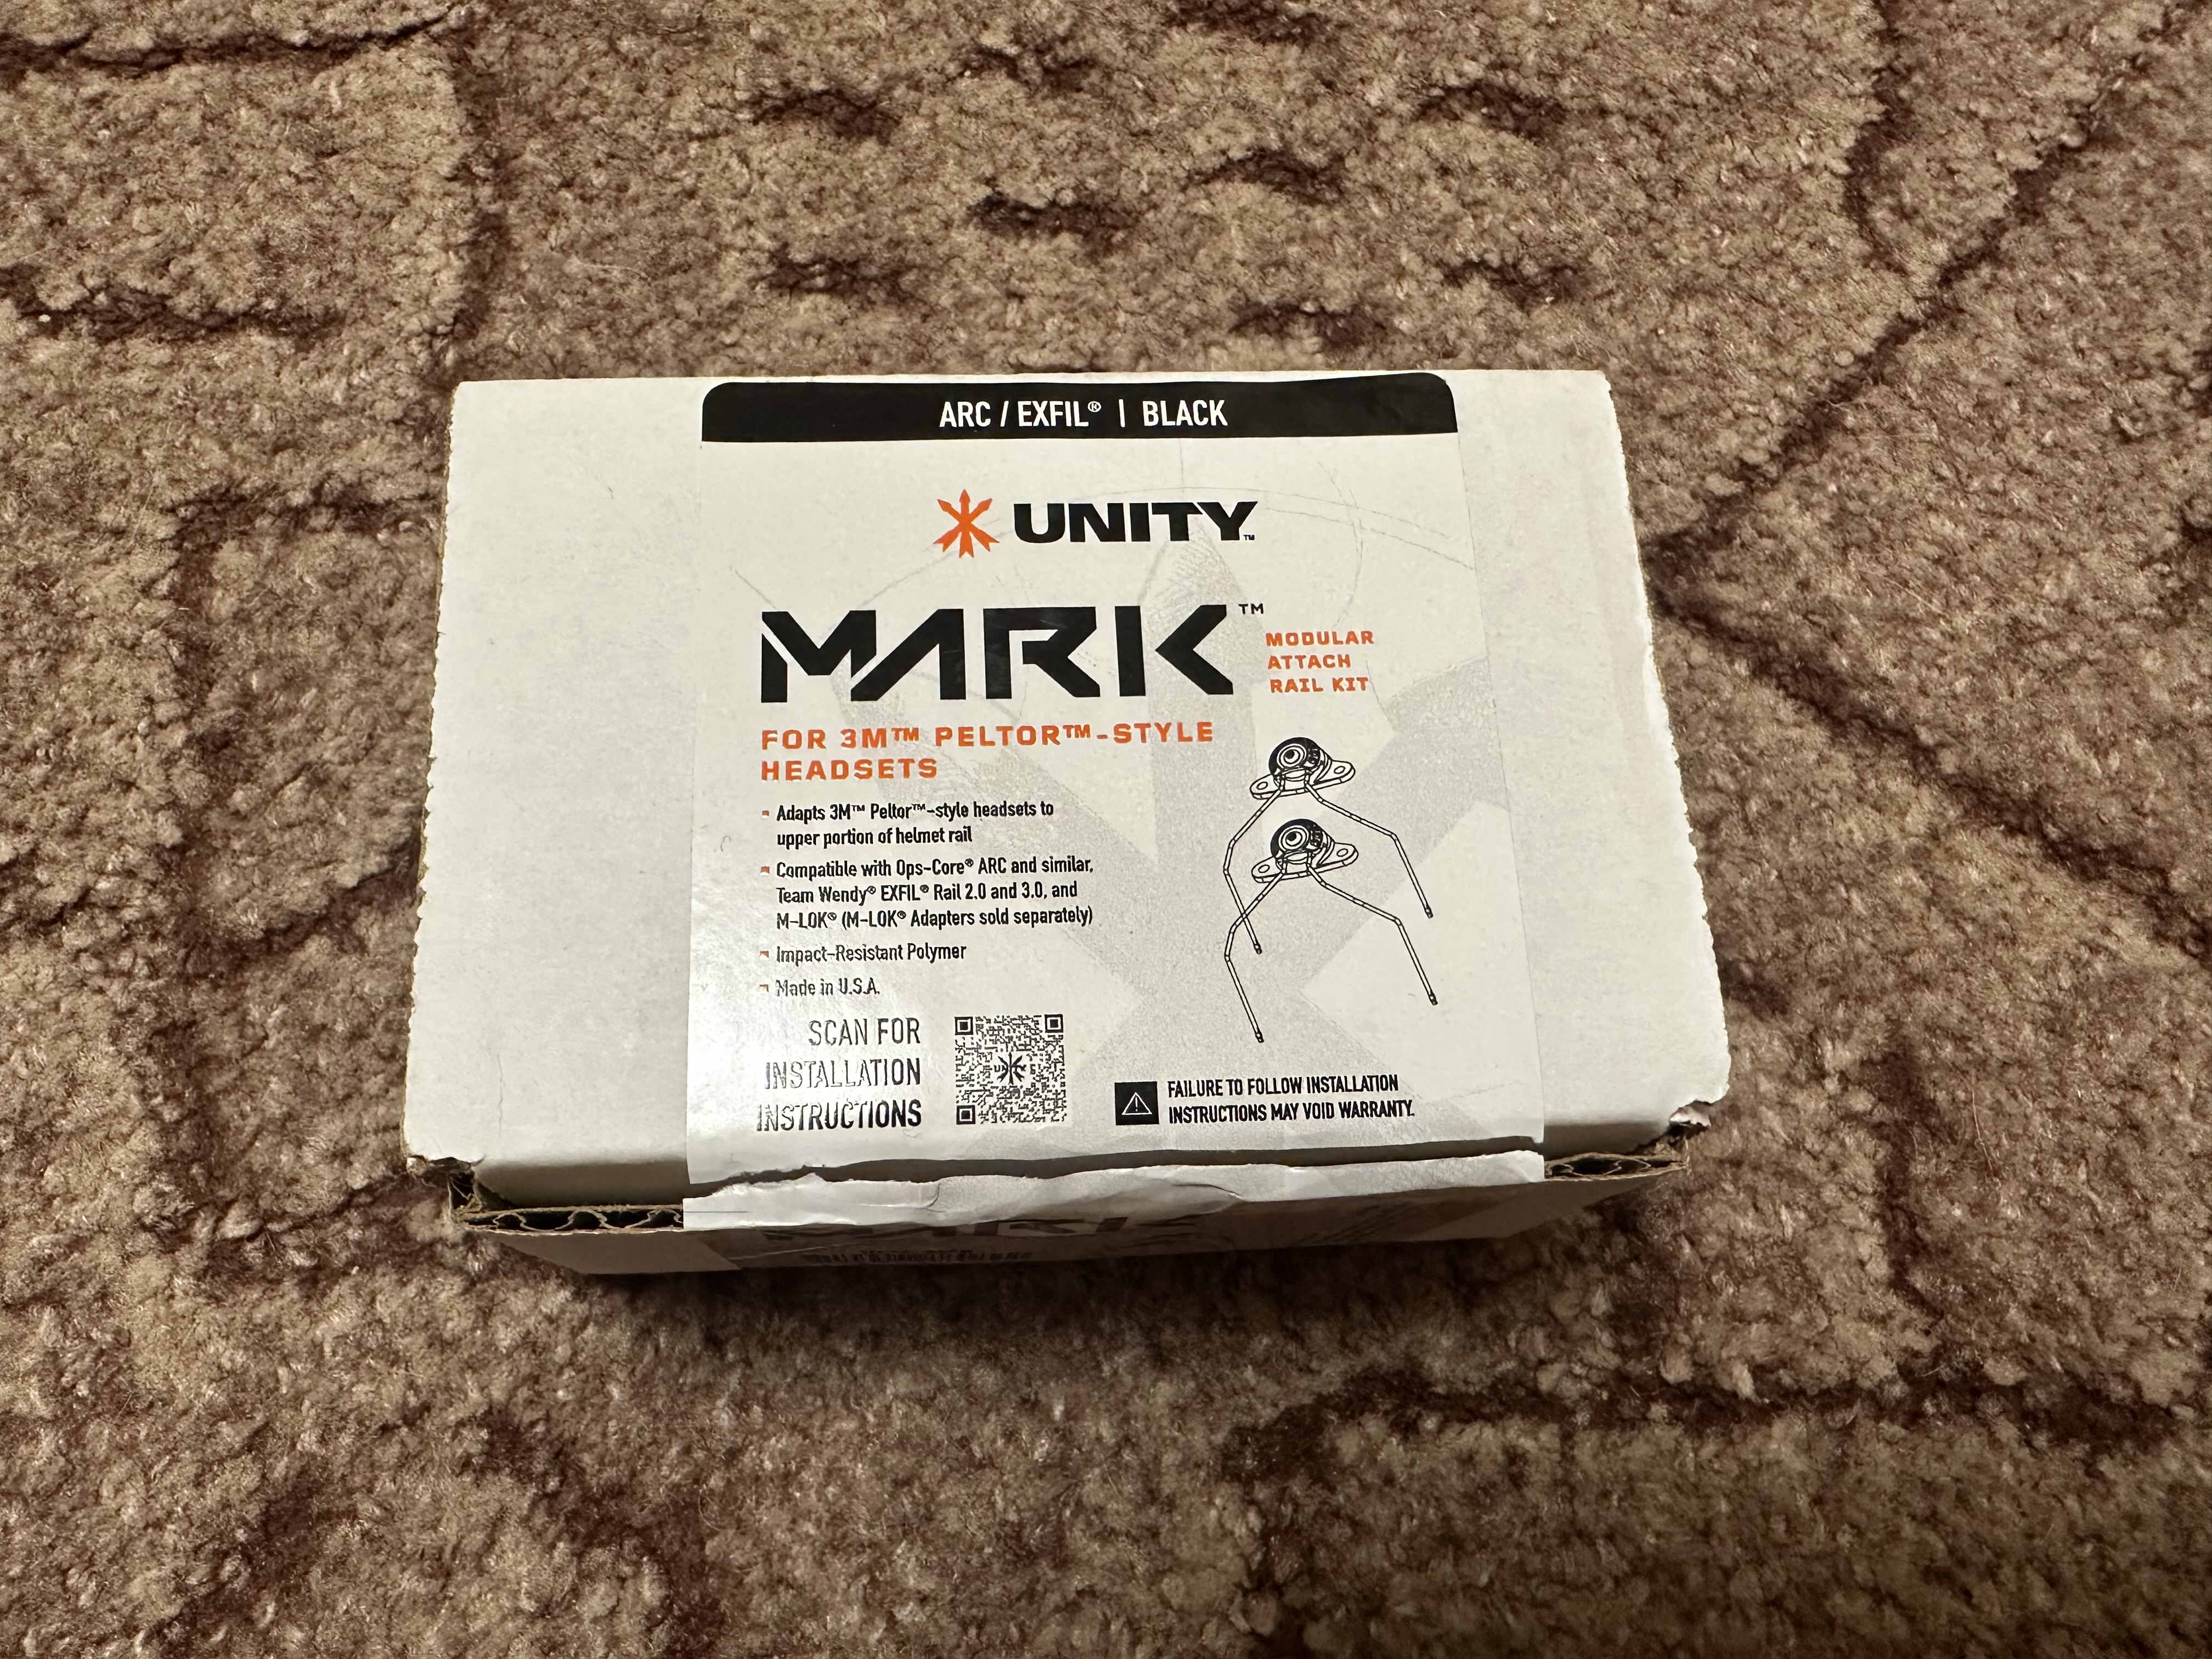 ARC / EXFIL® | BLACK
UNITY™
MARK™
MODULAR
ATTACH
RAIL KIT
FOR 3M™ PELTOR™-STYLE
HEADSETS
- Adapts 3M™ Peltor™-style headsets to
upper portion of helmet rail
- Compatible with Ops-Core® ARC and similar,
Team Wendy® EXFIL® Rail 2.0 and 3.0, and
M-LOK® (M-LOK® Adapters sold separately)
- Impact-Resistant Polymer
- Made in U.S.A.
SCAN FOR
INSTALLATION
INSTRUCTIONS
FAILURE TO FOLLOW INSTALLATION
INSTRUCTIONS MAY VOID WARRANTY.